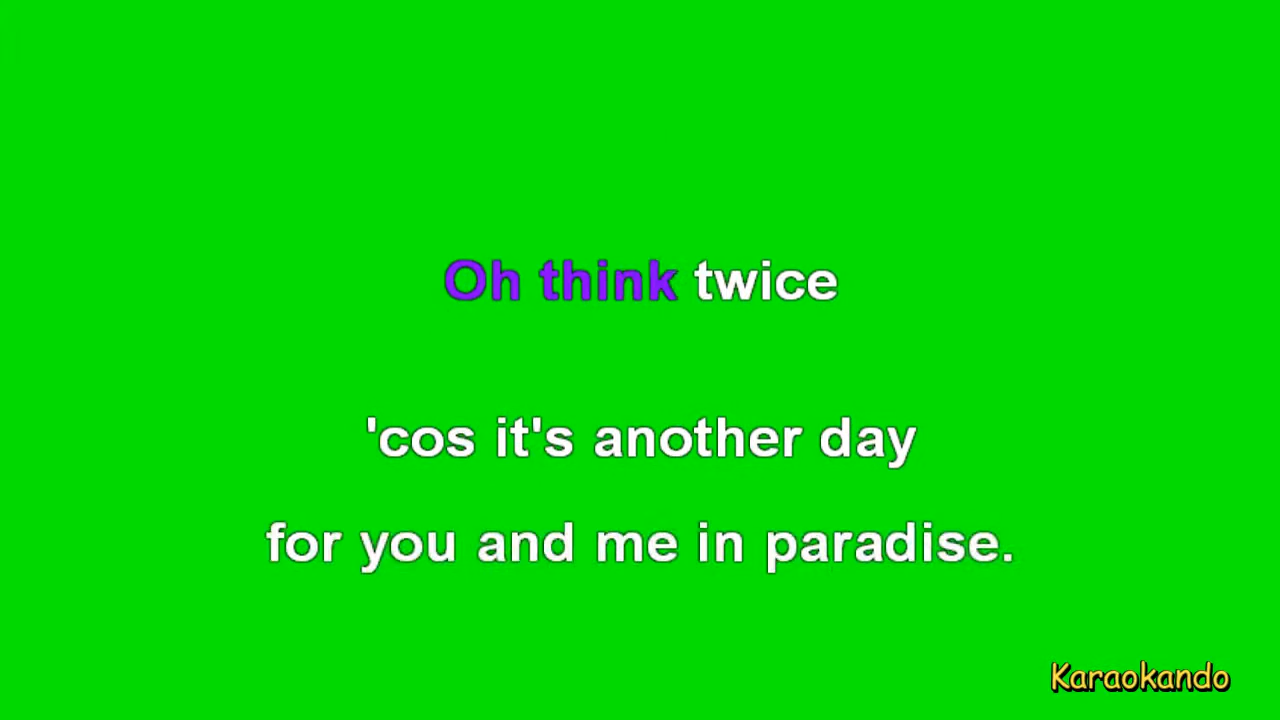 Oh think twice
'cos it's another day
for you and me in paradise.
Karaokando